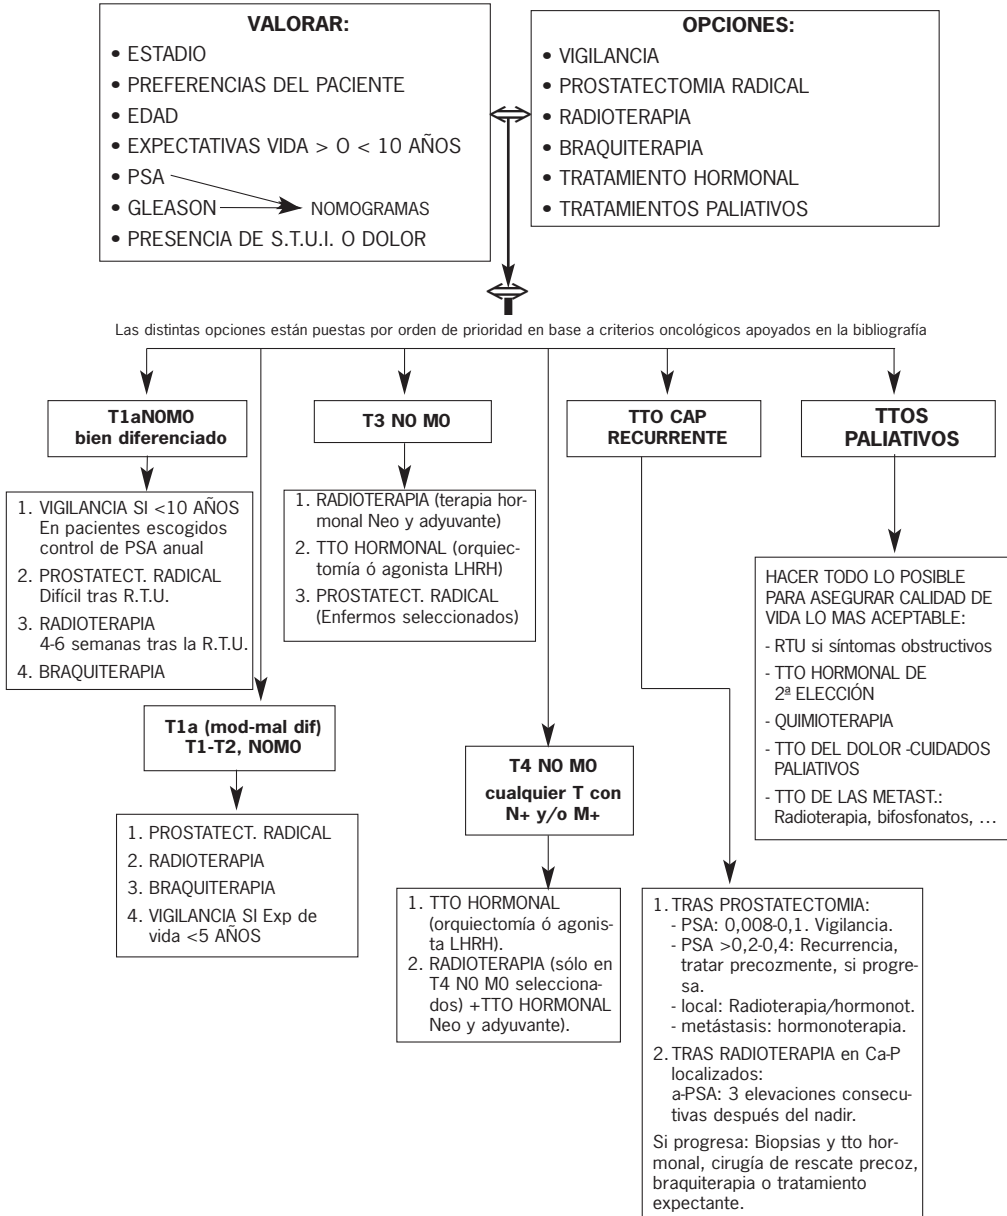 VALORAR:
• ESTADIO
• PREFERENCIAS DEL PACIENTE
• EDAD
• EXPECTATIVAS VIDA > O < 10 AÑOS
• PSA
• GLEASON
NOMOGRAMAS
• PRESENCIA DE S.T.U.I. O DOLOR
OPCIONES:
• VIGILANCIA
• PROSTATECTOMIA RADICAL
• RADIOTERAPIA
• BRAQUITERAPIA
• TRATAMIENTO HORMONAL
• TRATAMIENTOS PALIATIVOS
Las distintas opciones están puestas por orden de prioridad en base a criterios oncológicos apoyados en la bibliografía
T1aNOMO
bien diferenciado
1. VIGILANCIA SI <10 AÑOS
En pacientes escogidos
control de PSA anual
2. PROSTATECT. RADICAL
Difícil tras R.T.U.
3. RADIOTERAPIA
4-6 semanas tras la R.T.U.
4. BRAQUITERAPIA
T1a (mod-mal dif)
T1-T2, NOMO
1. PROSTATECT. RADICAL
2. RADIOTERAPIA
3. BRAQUITERAPIA
4. VIGILANCIA SI Exp de
vida <5 AÑOS
T3 NO MO
1. RADIOTERAPIA (terapia hor-
monal Neo y adyuvante)
2. TTO HORMONAL (orquiec-
tomía ó agonista LHRH)
3. PROSTATECT. RADICAL
(Enfermos seleccionados)
T4 NO MO
cualquier T con
N+ y/o M+
1. TTO HORMONAL
(orquiectomía ó agonis-
ta LHRH).
2. RADIOTERAPIA (sólo en
T4 NO MO selecciona-
dos) +TTO HORMONAL
Neo y adyuvante).
TTO CAP
RECURRENTE
1. TRAS PROSTATECTOMIA:
- PSA: 0,008-0,1. Vigilancia.
- PSA >0,2-0,4: Recurrencia,
tratar precozmente, si progre-
sa.
- local: Radioterapia/hormonot.
- metástasis: hormonoterapia.
2. TRAS RADIOTERAPIA en Ca-P
localizados:
a-PSA: 3 elevaciones consecu-
tivas después del nadir.
Si progresa: Biopsias y tto hor-
monal, cirugía de rescate precoz,
braquiterapia o tratamiento
expectante.
TTOS
PALIATIVOS
HACER TODO LO POSIBLE
PARA ASEGURAR CALIDAD DE
VIDA LO MAS ACEPTABLE:
- RTU si síntomas obstructivos
- TTO HORMONAL DE
2ª ELECCIÓN
- QUIMIOTERAPIA
- TTO DEL DOLOR -CUIDADOS
PALIATIVOS
- TTO DE LAS METAST.:
Radioterapia, bifosfonatos, …